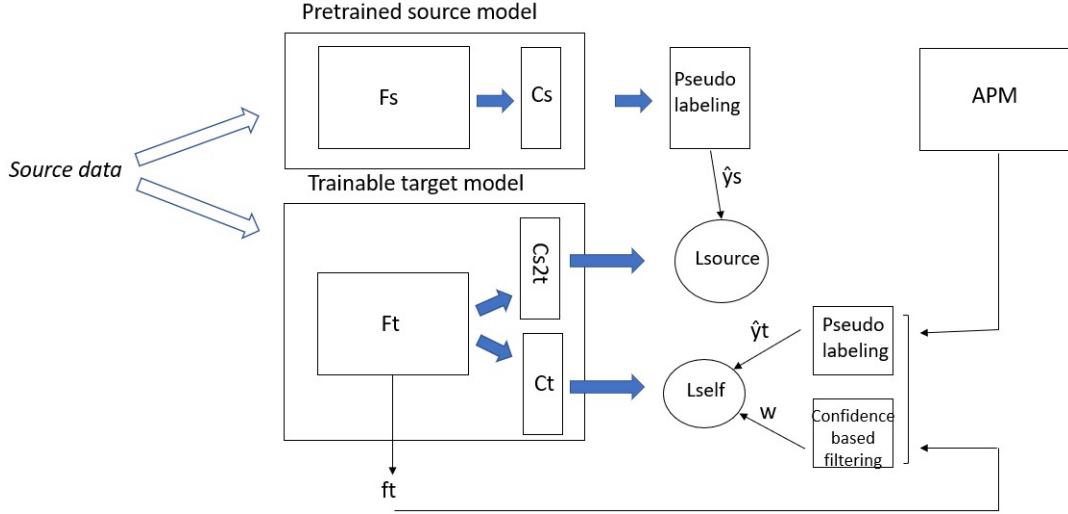 Pretrained source model
Fs
Cs
Pseudo
labeling
APM
Source data
ŷs
Trainable target model
Cs2t
Lsource
Ft
ŷt
Pseudo
labeling
Ct
Lself
w
Confidence
based
filtering
ft